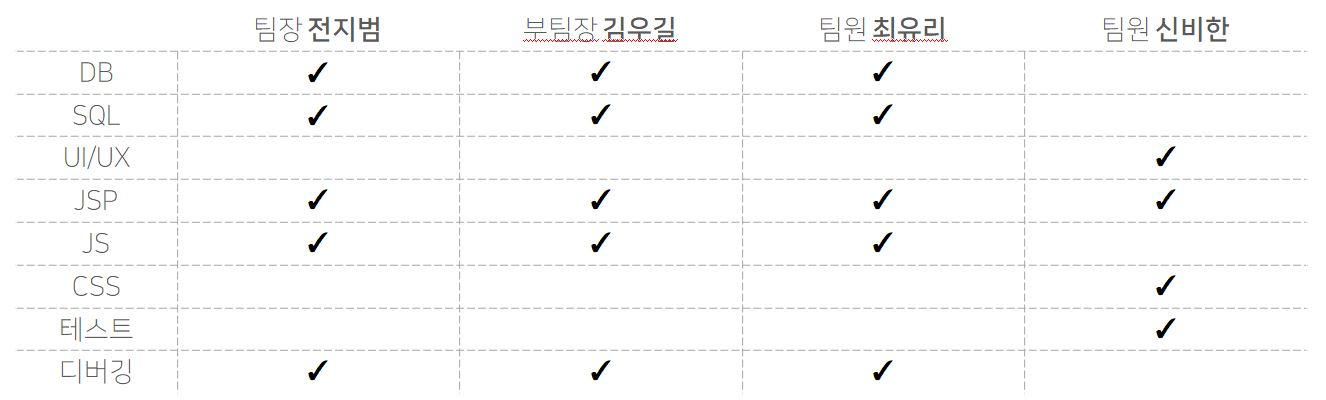 팀장 전지범 부팀장 김우길 팀원 최유리 팀원 신비한
DB ✓ ✓ ✓
SQL ✓ ✓ ✓
UI/UX ✓
JSP ✓ ✓ ✓ ✓
JS ✓ ✓ ✓
CSS ✓
테스트 ✓
디버깅 ✓ ✓ ✓